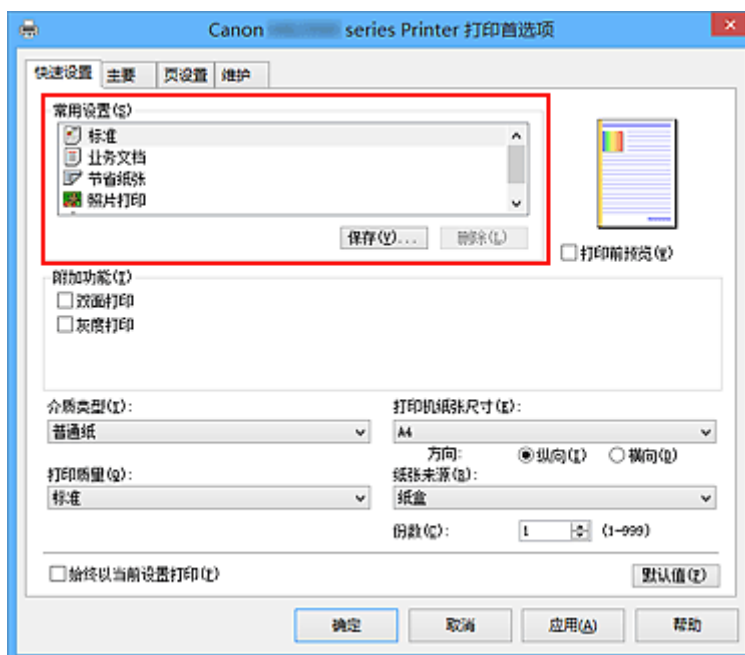 Canon series Printer 打印首选项
快速设置 主要 页设置 维护
常用设置(S)
标准
业务文档
节省纸张
照片打印
保存(V)... 删除(L)
打印前预览(W)
附加功能(T)
双面打印
灰度打印
介质类型(I): 打印机纸张尺寸(E):
普通纸 A4
方向: 纵向(I) 横向(D)
打印质量(Q): 纸张来源(B):
标准 纸盒
份数(C): 1 (1-999)
始终以当前设置打印(t) 默认值(F)
确定 取消 应用(A) 帮助